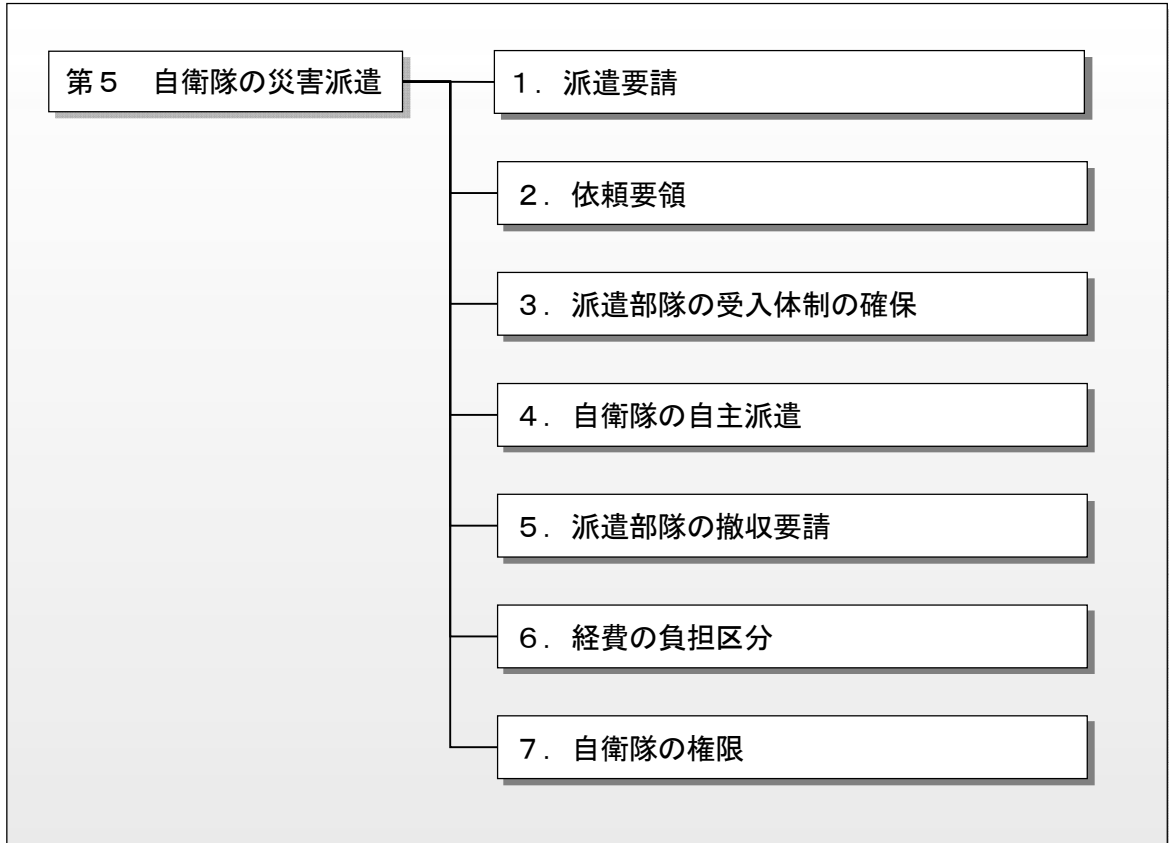 第５　自衛隊の災害派遣
１．派遣要請
２．依頼要領
３．派遣部隊の受入体制の確保
４．自衛隊の自主派遣
５．派遣部隊の撤収要請
６．経費の負担区分
７．自衛隊の権限